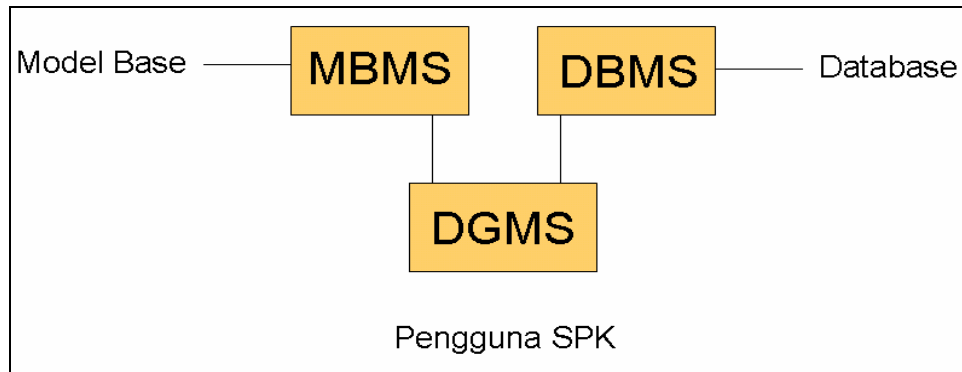 Model Base
MBMS
DBMS
Database
DGMS
Pengguna SPK